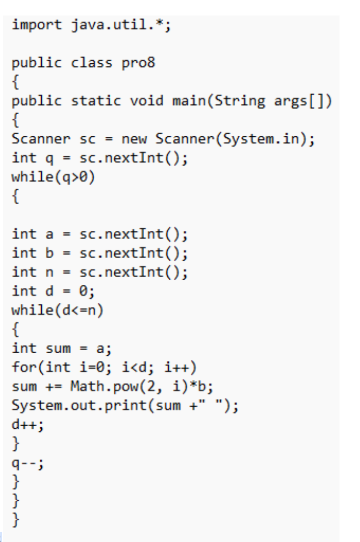 import java.util.*;
public class pro8
{
public static void main(String args[])
{
Scanner sc = new Scanner(System.in);
int q = sc.nextInt();
while(q>0)
{
int a = sc.nextInt();
int b = sc.nextInt();
int n = sc.nextInt();
int d = 0;
while(d<=n)
{
int sum = a;
for(int i=0; i<d; i++)
sum += Math.pow(2, i)*b;
System.out.print(sum +" ");
d++;
}
q--;
}
}
}